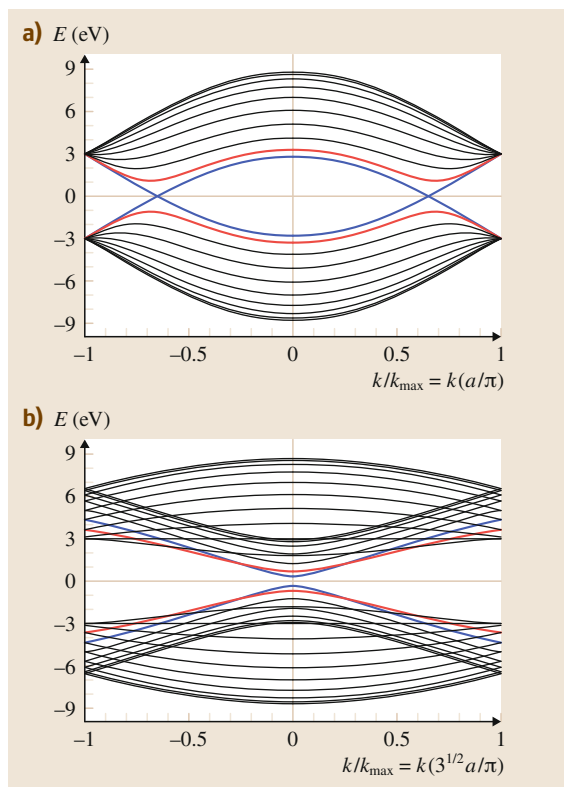 a) E (eV)
9
6
3
0
–3
–6
–9
–1 –0.5 0 0.5 1
k/kmax = k(a/π)
b) E (eV)
9
6
3
0
–3
–6
–9
–1 –0.5 0 0.5 1
k/kmax = k(3^1/2 a/π)